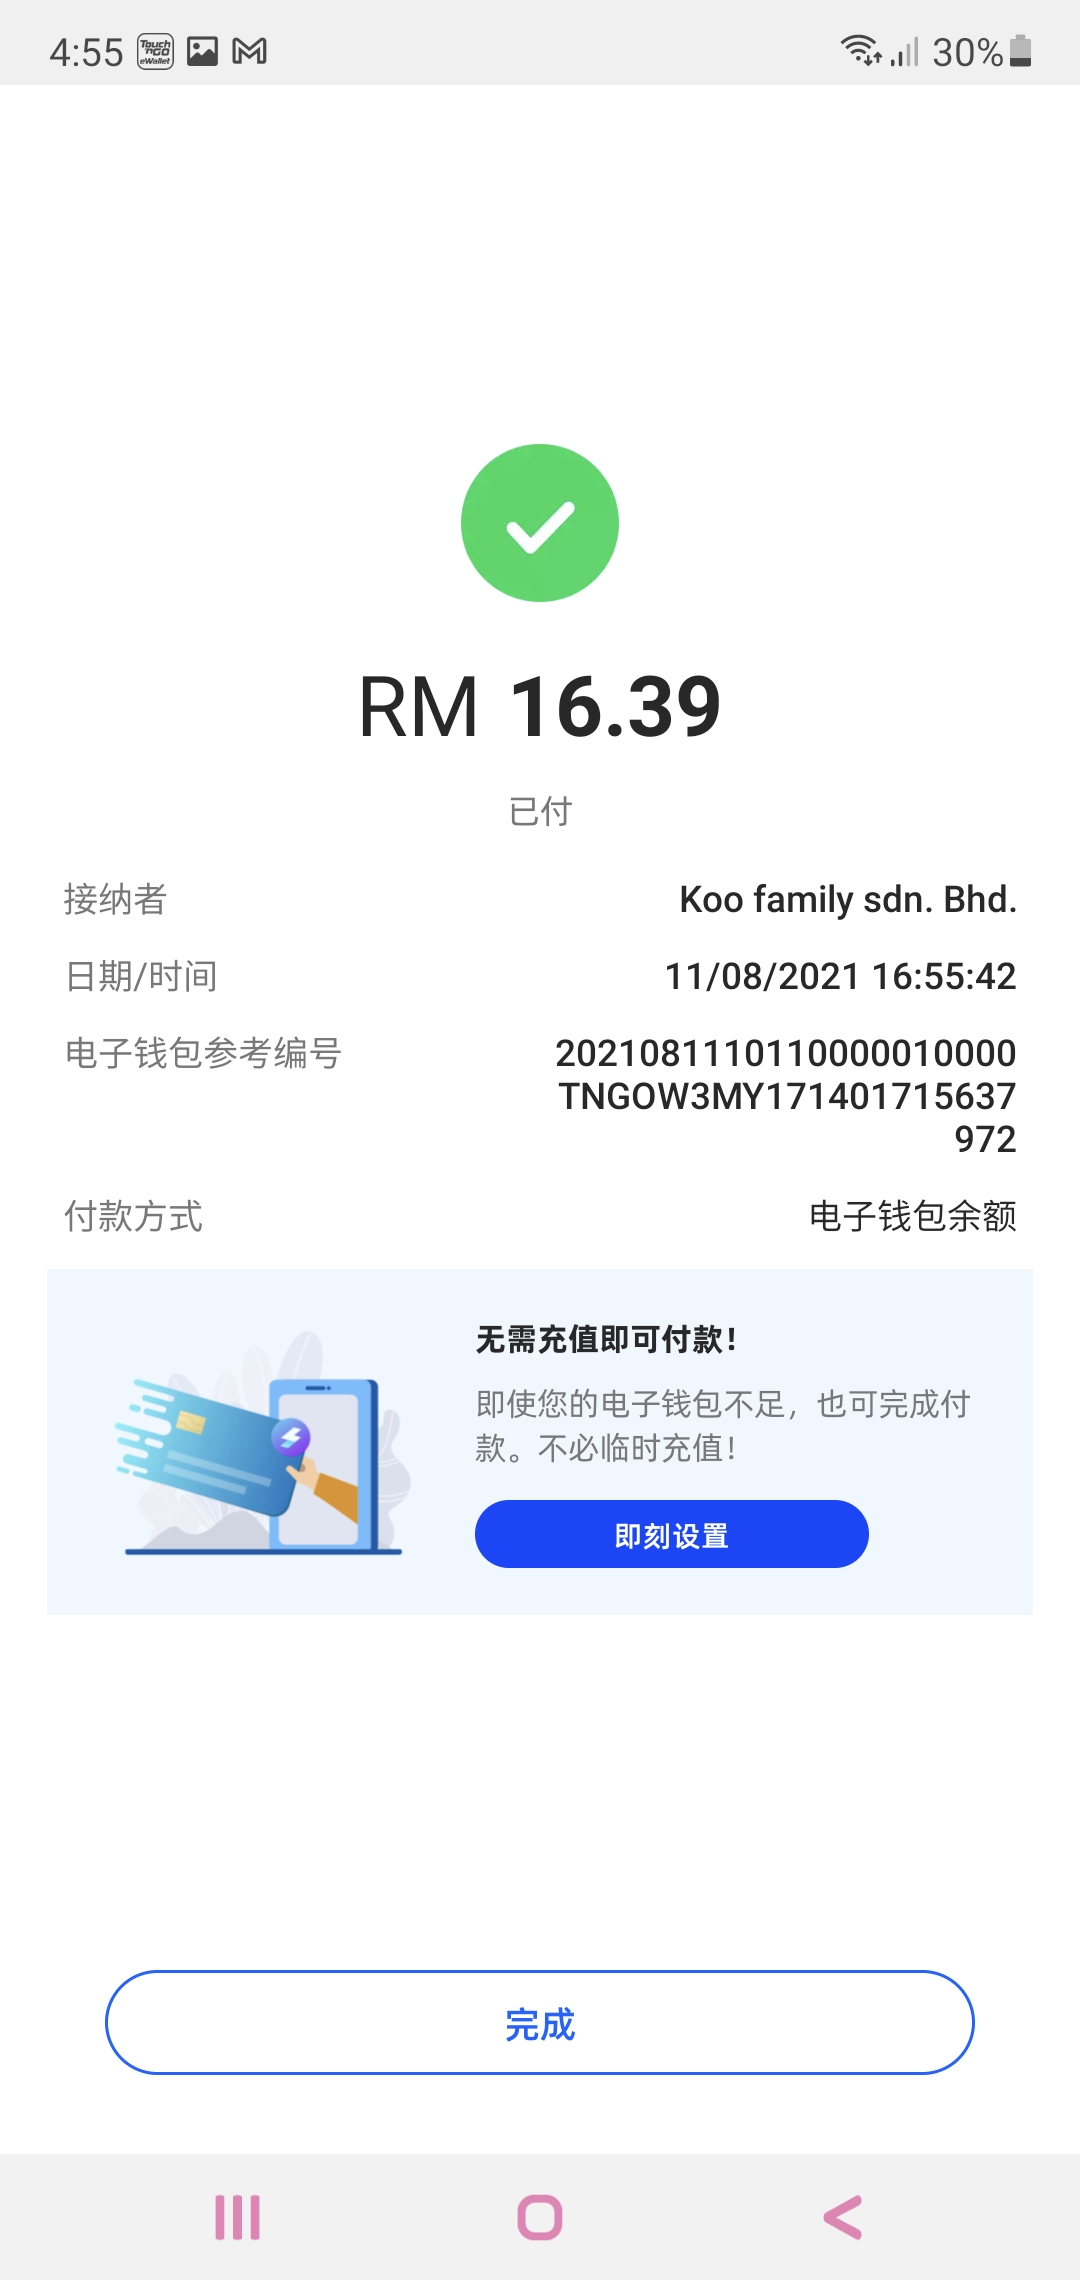 4:55 Touch 'nGO eWallet 30%
RM 16.39
已付
接纳者 Koo family sdn. Bhd.
日期/时间 11/08/2021 16:55:42
电子钱包参考编号 2021081110110000010000
TNGOW3MY171401715637
972
付款方式 电子钱包余额
无需充值即可付款!
即使您的电子钱包不足，也可完成付
款。不必临时充值!
即刻设置
完成